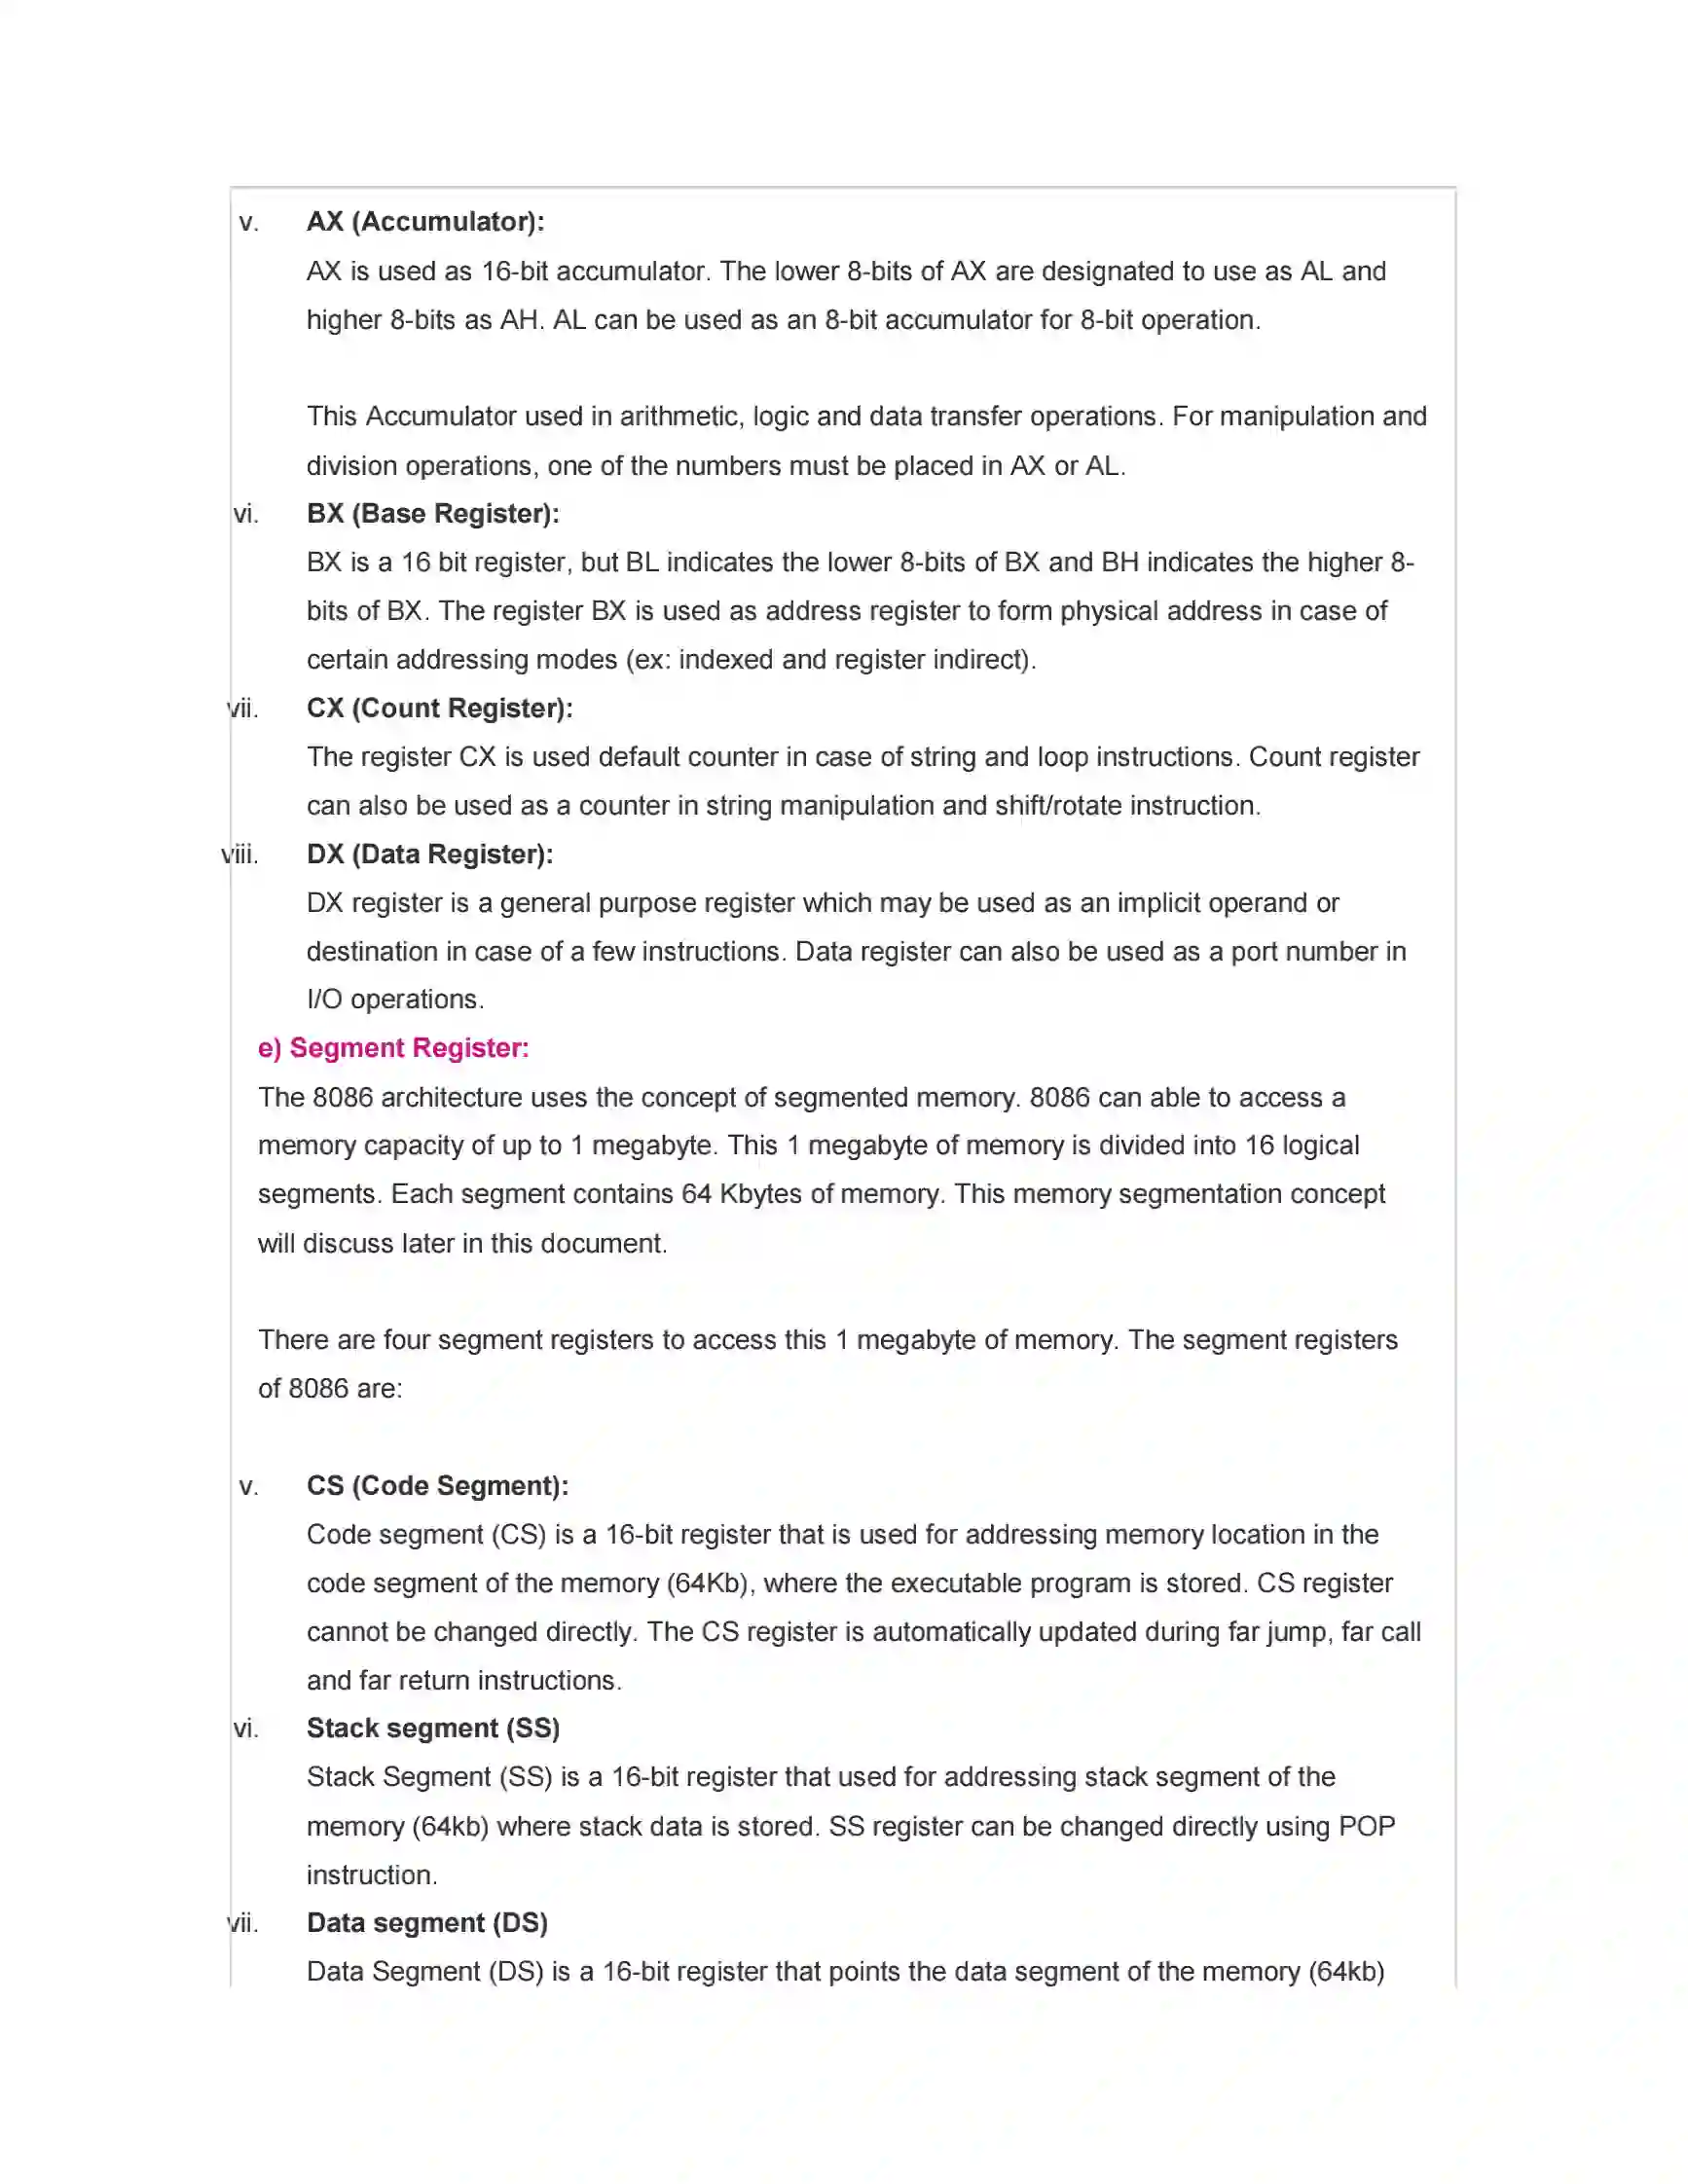 v. AX (Accumulator):
AX is used as 16-bit accumulator. The lower 8-bits of AX are designated to use as AL and
higher 8-bits as AH. AL can be used as an 8-bit accumulator for 8-bit operation.
This Accumulator used in arithmetic, logic and data transfer operations. For manipulation and
division operations, one of the numbers must be placed in AX or AL.
vi. BX (Base Register):
BX is a 16 bit register, but BL indicates the lower 8-bits of BX and BH indicates the higher 8-
bits of BX. The register BX is used as address register to form physical address in case of
certain addressing modes (ex: indexed and register indirect).
vii. CX (Count Register):
The register CX is used default counter in case of string and loop instructions. Count register
can also be used as a counter in string manipulation and shift/rotate instruction.
viii. DX (Data Register):
DX register is a general purpose register which may be used as an implicit operand or
destination in case of a few instructions. Data register can also be used as a port number in
I/O operations.
e) Segment Register:
The 8086 architecture uses the concept of segmented memory. 8086 can able to access a
memory capacity of up to 1 megabyte. This 1 megabyte of memory is divided into 16 logical
segments. Each segment contains 64 Kbytes of memory. This memory segmentation concept
will discuss later in this document.
There are four segment registers to access this 1 megabyte of memory. The segment registers
of 8086 are:
v. CS (Code Segment):
Code segment (CS) is a 16-bit register that is used for addressing memory location in the
code segment of the memory (64Kb), where the executable program is stored. CS register
cannot be changed directly. The CS register is automatically updated during far jump, far call
and far return instructions.
vi. Stack segment (SS)
Stack Segment (SS) is a 16-bit register that used for addressing stack segment of the
memory (64kb) where stack data is stored. SS register can be changed directly using POP
instruction.
vii. Data segment (DS)
Data Segment (DS) is a 16-bit register that points the data segment of the memory (64kb)